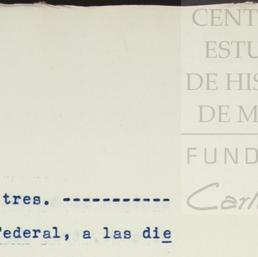 CENT
ESTU
DE HIS
DE M
FUND
Carl
tres. -----------
Federal, a las die